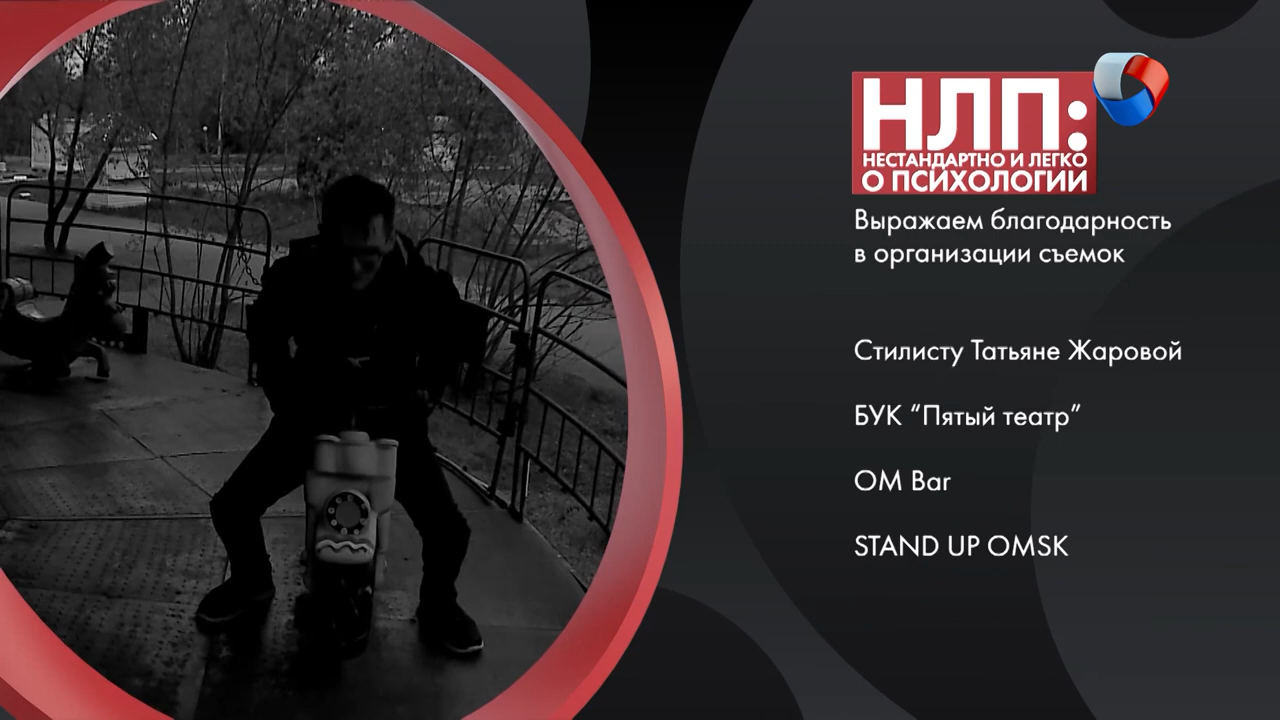 НЛП:
НЕСТАНДАРТНО И ЛЕГКО
О ПСИХОЛОГИИ
Выражаем благодарность
в организации съемок
Стилисту Татьяне Жаровой
БУК “Пятый театр”
OM Bar
STAND UP OMSK